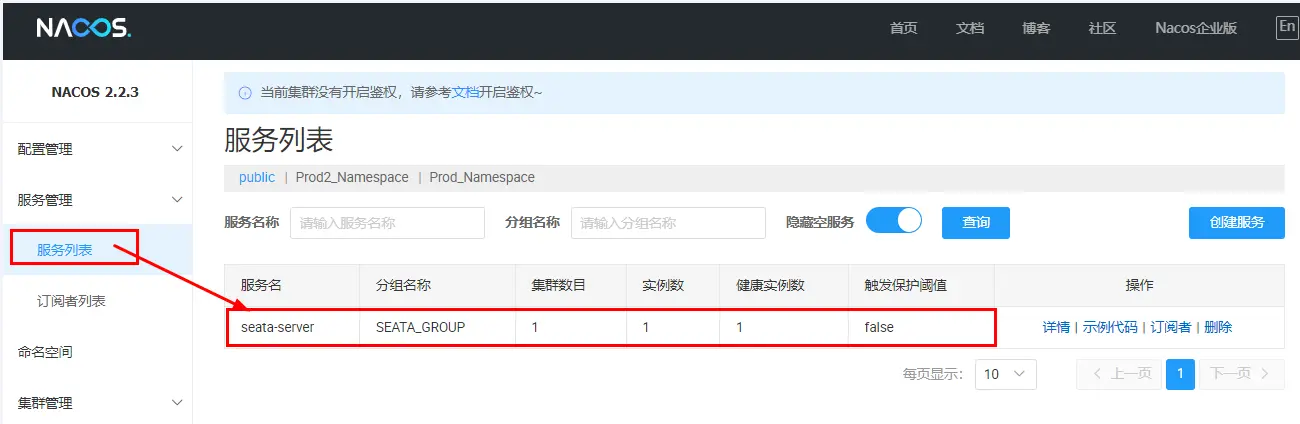 NACOS. 首页 文档 博客 社区 Nacos企业版 En
NACOS 2.2.3
配置管理
服务管理
服务列表
订阅者列表
命名空间
集群管理
当前集群没有开启鉴权，请参考文档开启鉴权~
服务列表
public | Prod2_Namespace | Prod_Namespace
服务名称 请输入服务名称 分组名称 请输入分组名称 隐藏空服务 查询 创建服务
服务名 分组名称 集群数目 实例数 健康实例数 触发保护阈值 操作
seata-server SEATA_GROUP 1 1 1 false 详情 | 示例代码 | 订阅者 | 删除
每页显示： 10 上一页 1 下一页